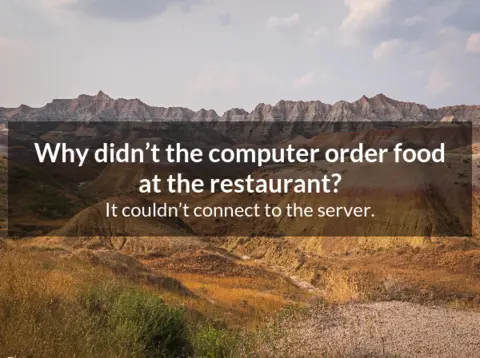 Why didn’t the computer order food
at the restaurant?
It couldn’t connect to the server.